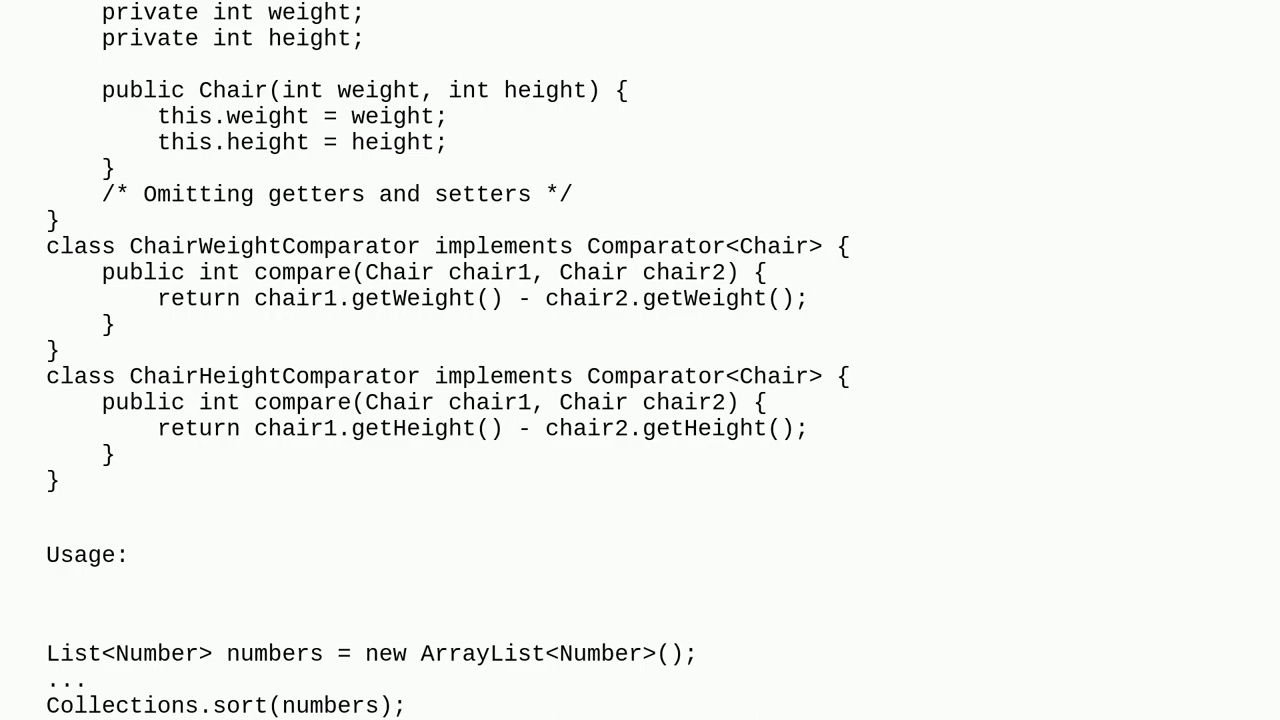 private int weight;
private int height;
public Chair(int weight, int height) {
this.weight = weight;
this.height = height;
}
/* Omitting getters and setters */
}
class ChairWeightComparator implements Comparator<Chair> {
public int compare(Chair chair1, Chair chair2) {
return chair1.getWeight() - chair2.getWeight();
}
}
class ChairHeightComparator implements Comparator<Chair> {
public int compare(Chair chair1, Chair chair2) {
return chair1.getHeight() - chair2.getHeight();
}
}
Usage:
List<Number> numbers = new ArrayList<Number>();
...
Collections.sort(numbers);